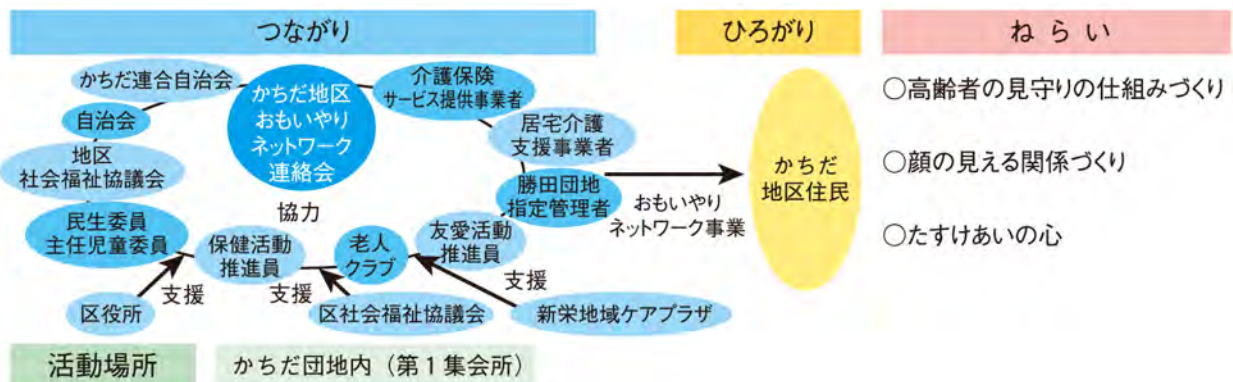 つながり
ひろがり
ねらい
かちだ連合自治会
かちだ地区
おもいやり
ネットワーク
連絡会
介護保険
サービス提供事業者
自治会
居宅介護
支援事業者
地区
社会福祉協議会
勝田団地
指定管理者
民生委員
主任児童委員
協力
保健活動
推進員
老人
クラブ
友愛活動
推進員
おもいやり
ネットワーク事業
かちだ
地区住民
支援
支援
支援
区役所
区社会福祉協議会
新栄地域ケアプラザ
○高齢者の見守りの仕組みづくり
○顔の見える関係づくり
○たすけあいの心
活動場所
かちだ団地内（第１集会所）